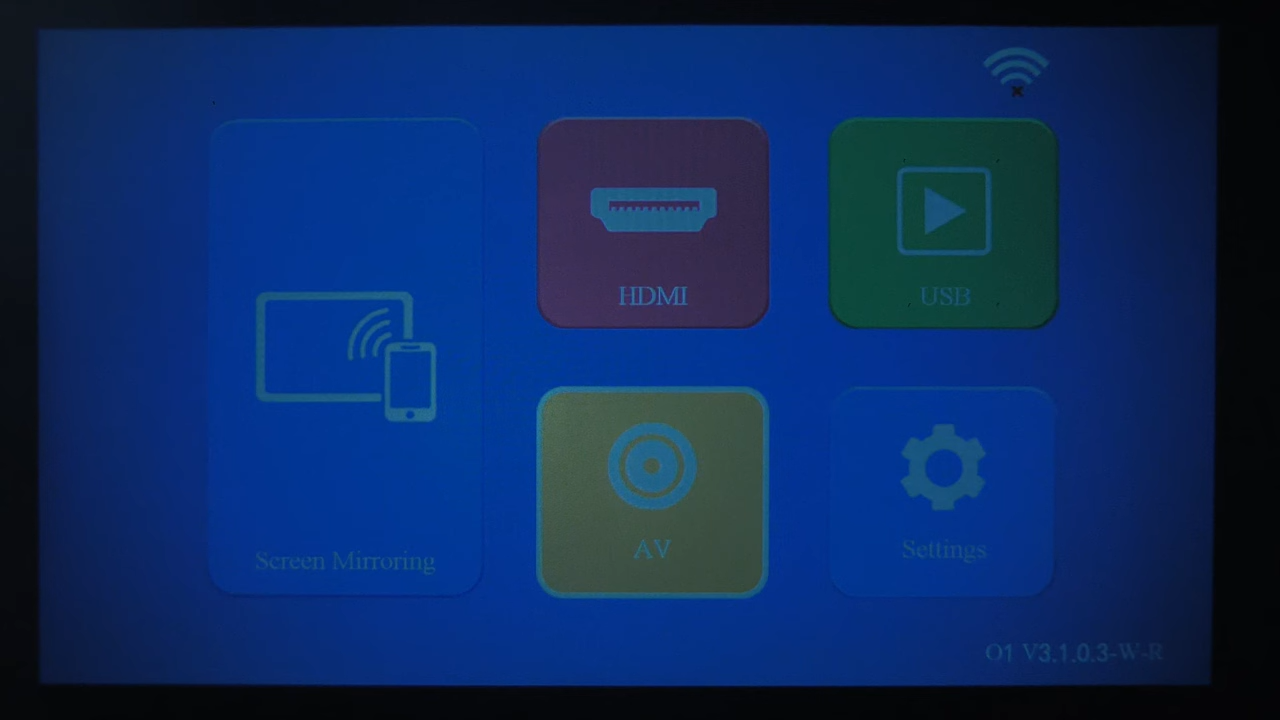 HDMI
USB
Screen Mirroring
AV
Settings
O1 V3.1.0.3-W-R